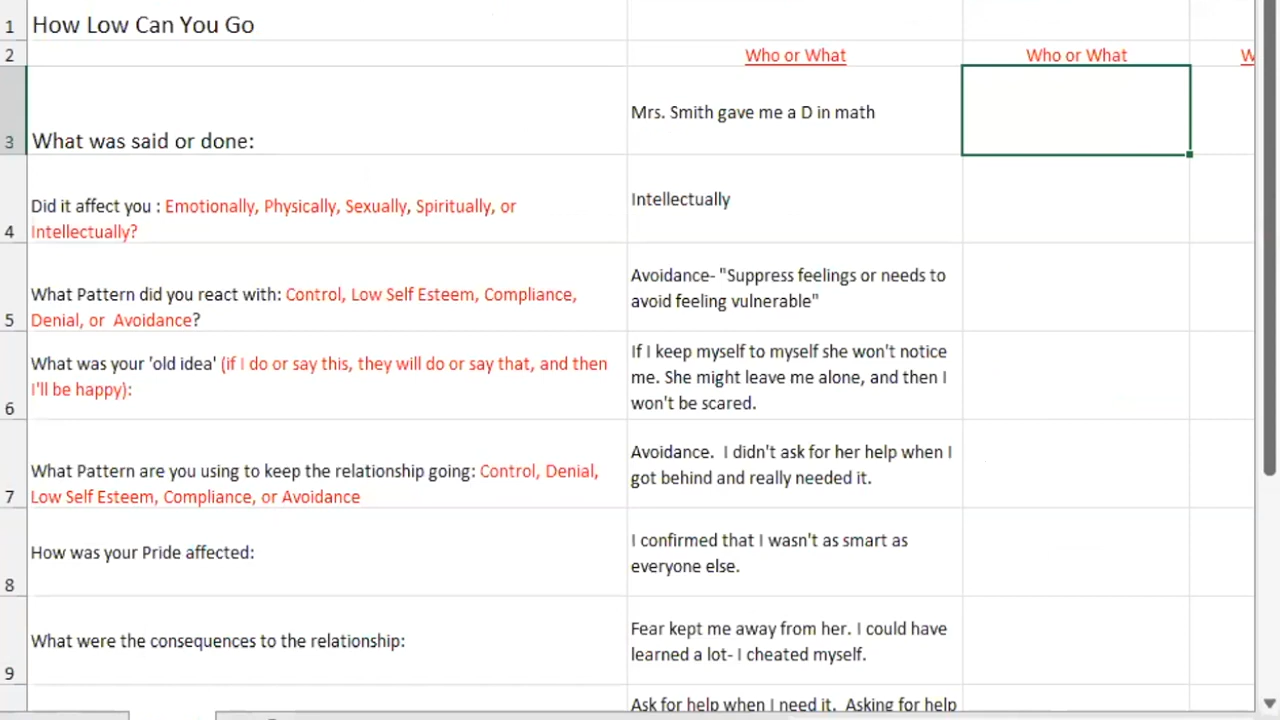 1 How Low Can You Go
2 Who or What Who or What W
3 What was said or done: Mrs. Smith gave me a D in math
4 Did it affect you : Emotionally, Physically, Sexually, Spiritually, or
Intellectually?
Intellectually
5 What Pattern did you react with: Control, Low Self Esteem, Compliance,
Denial, or Avoidance?
Avoidance- "Suppress feelings or needs to
avoid feeling vulnerable"
6 What was your 'old idea' (if I do or say this, they will do or say that, and then
I'll be happy):
If I keep myself to myself she won't notice
me. She might leave me alone, and then I
won't be scared.
7 What Pattern are you using to keep the relationship going: Control, Denial,
Low Self Esteem, Compliance, or Avoidance
Avoidance. I didn't ask for her help when I
got behind and really needed it.
8 How was your Pride affected:
I confirmed that I wasn't as smart as
everyone else.
9 What were the consequences to the relationship:
Fear kept me away from her. I could have
learned a lot- I cheated myself.
Ask for help when I need it. Asking for help